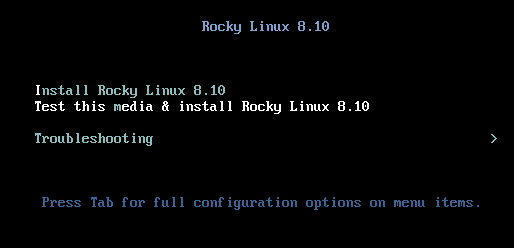 Rocky Linux 8.10
Install Rocky Linux 8.10
Test this media & install Rocky Linux 8.10
Troubleshooting >
Press Tab for full configuration options on menu items.